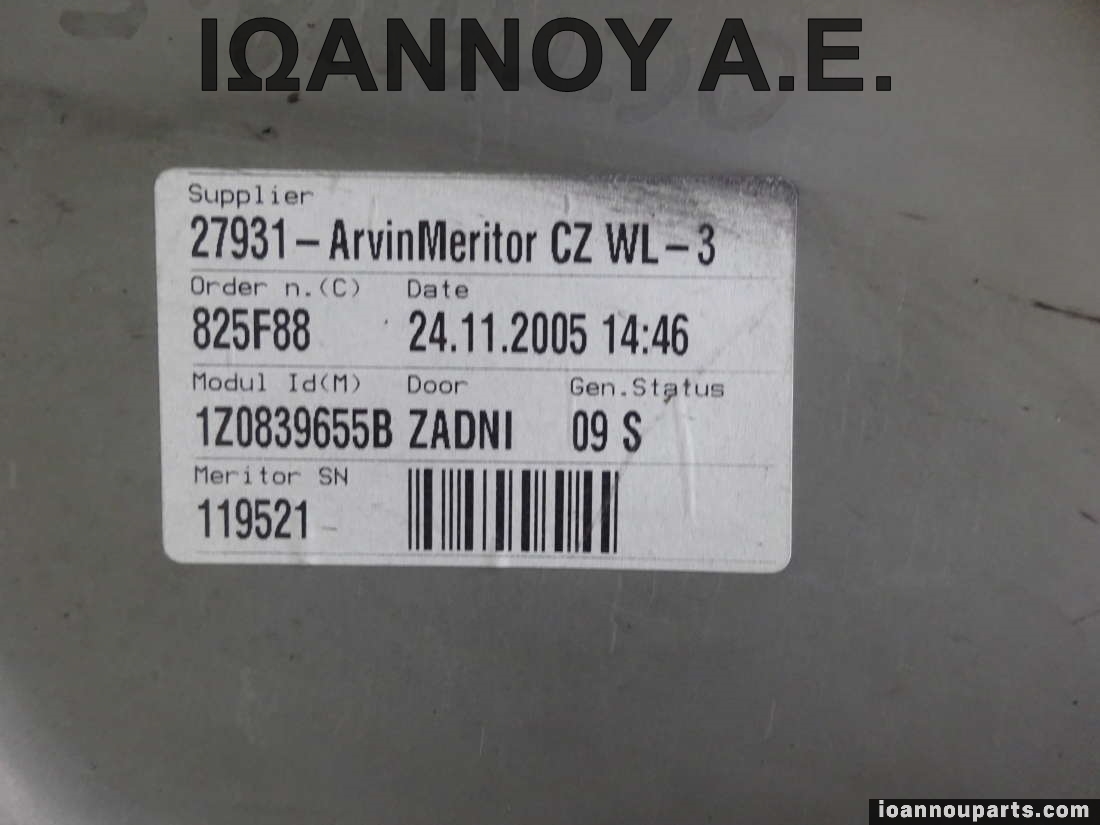 ΙΩΑΝΝΟΥ Α.Ε.
Supplier
27931-ArvinMeritor CZ WL-3
Order n.(C) Date
825F88 24.11.2005 14:46
Modul Id(M) Door Gen.Status
1Z0839655B ZADNI 09 S
Meritor SN
119521
ioannouparts.com